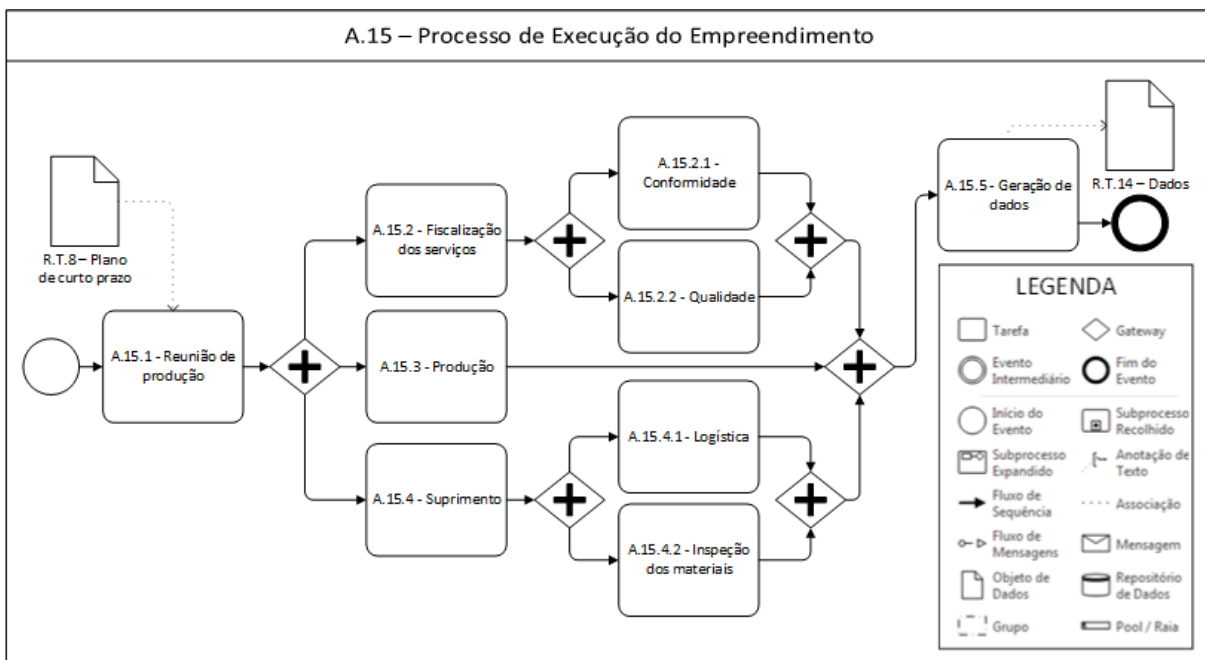 A.15 – Processo de Execução do Empreendimento
R.T.8 – Plano
de curto prazo
A.15.1 - Reunião de
produção
A.15.2 - Fiscalização
dos serviços
A.15.2.1 -
Conformidade
A.15.2.2 - Qualidade
A.15.3 - Produção
A.15.4 - Suprimento
A.15.4.1 - Logística
A.15.4.2 - Inspeção
dos materiais
A.15.5 - Geração de
dados
R.T.14 – Dados
LEGENDA
Tarefa
Gateway
Evento
Intermediário
Fim do
Evento
Início do
Evento
Subprocesso
Recolhido
Subprocesso
Expandido
Anotação de
Texto
Fluxo de
Sequência
Associação
Fluxo de
Mensagens
Mensagem
Objeto de
Dados
Repositório
de Dados
Grupo
Pool / Raia